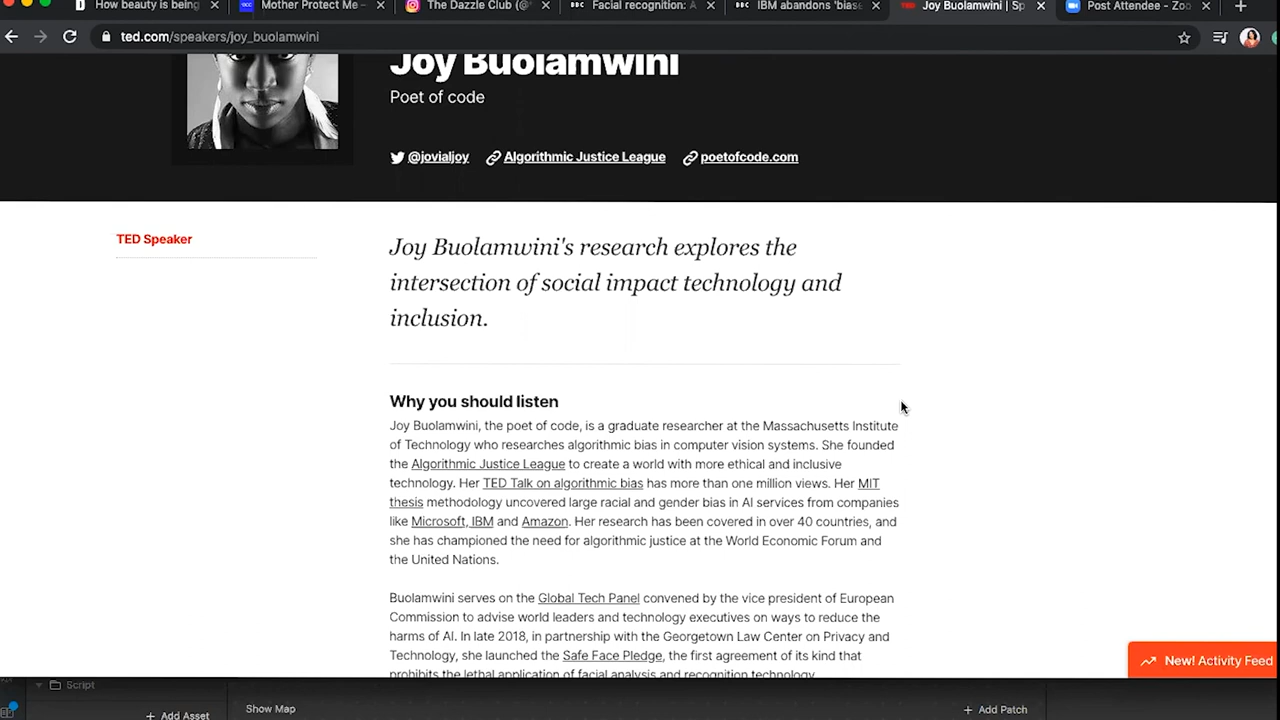 How beauty is being
Mother Protect Me –
The Dazzle Club (@
BBC Facial recognition: A
BBC IBM abandons 'biase
TED Joy Buolamwini | Sp
Post Attendee - Zoo
ted.com/speakers/joy_buolamwini
Joy Buolamwini
Poet of code
@jovialjoy Algorithmic Justice League poetofcode.com
TED Speaker
Joy Buolamwini's research explores the
intersection of social impact technology and
inclusion.
Why you should listen
Joy Buolamwini, the poet of code, is a graduate researcher at the Massachusetts Institute
of Technology who researches algorithmic bias in computer vision systems. She founded
the Algorithmic Justice League to create a world with more ethical and inclusive
technology. Her TED Talk on algorithmic bias has more than one million views. Her MIT
thesis methodology uncovered large racial and gender bias in AI services from companies
like Microsoft, IBM and Amazon. Her research has been covered in over 40 countries, and
she has championed the need for algorithmic justice at the World Economic Forum and
the United Nations.
Buolamwini serves on the Global Tech Panel convened by the vice president of European
Commission to advise world leaders and technology executives on ways to reduce the
harms of AI. In late 2018, in partnership with the Georgetown Law Center on Privacy and
Technology, she launched the Safe Face Pledge, the first agreement of its kind that
prohibits the lethal application of facial analysis and recognition technology.
New! Activity Feed
Script
+ Add Asset
Show Map
+ Add Patch